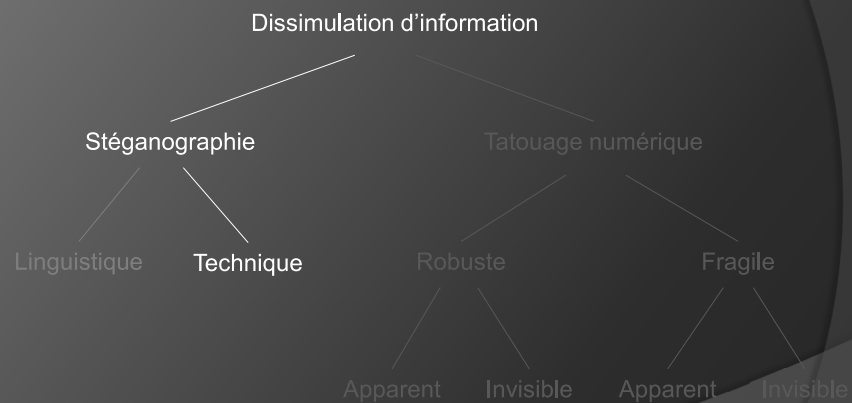 Dissimulation d’information
Stéganographie Tatouage numérique
Linguistique Technique Robuste Fragile
Apparent Invisible Apparent Invisible